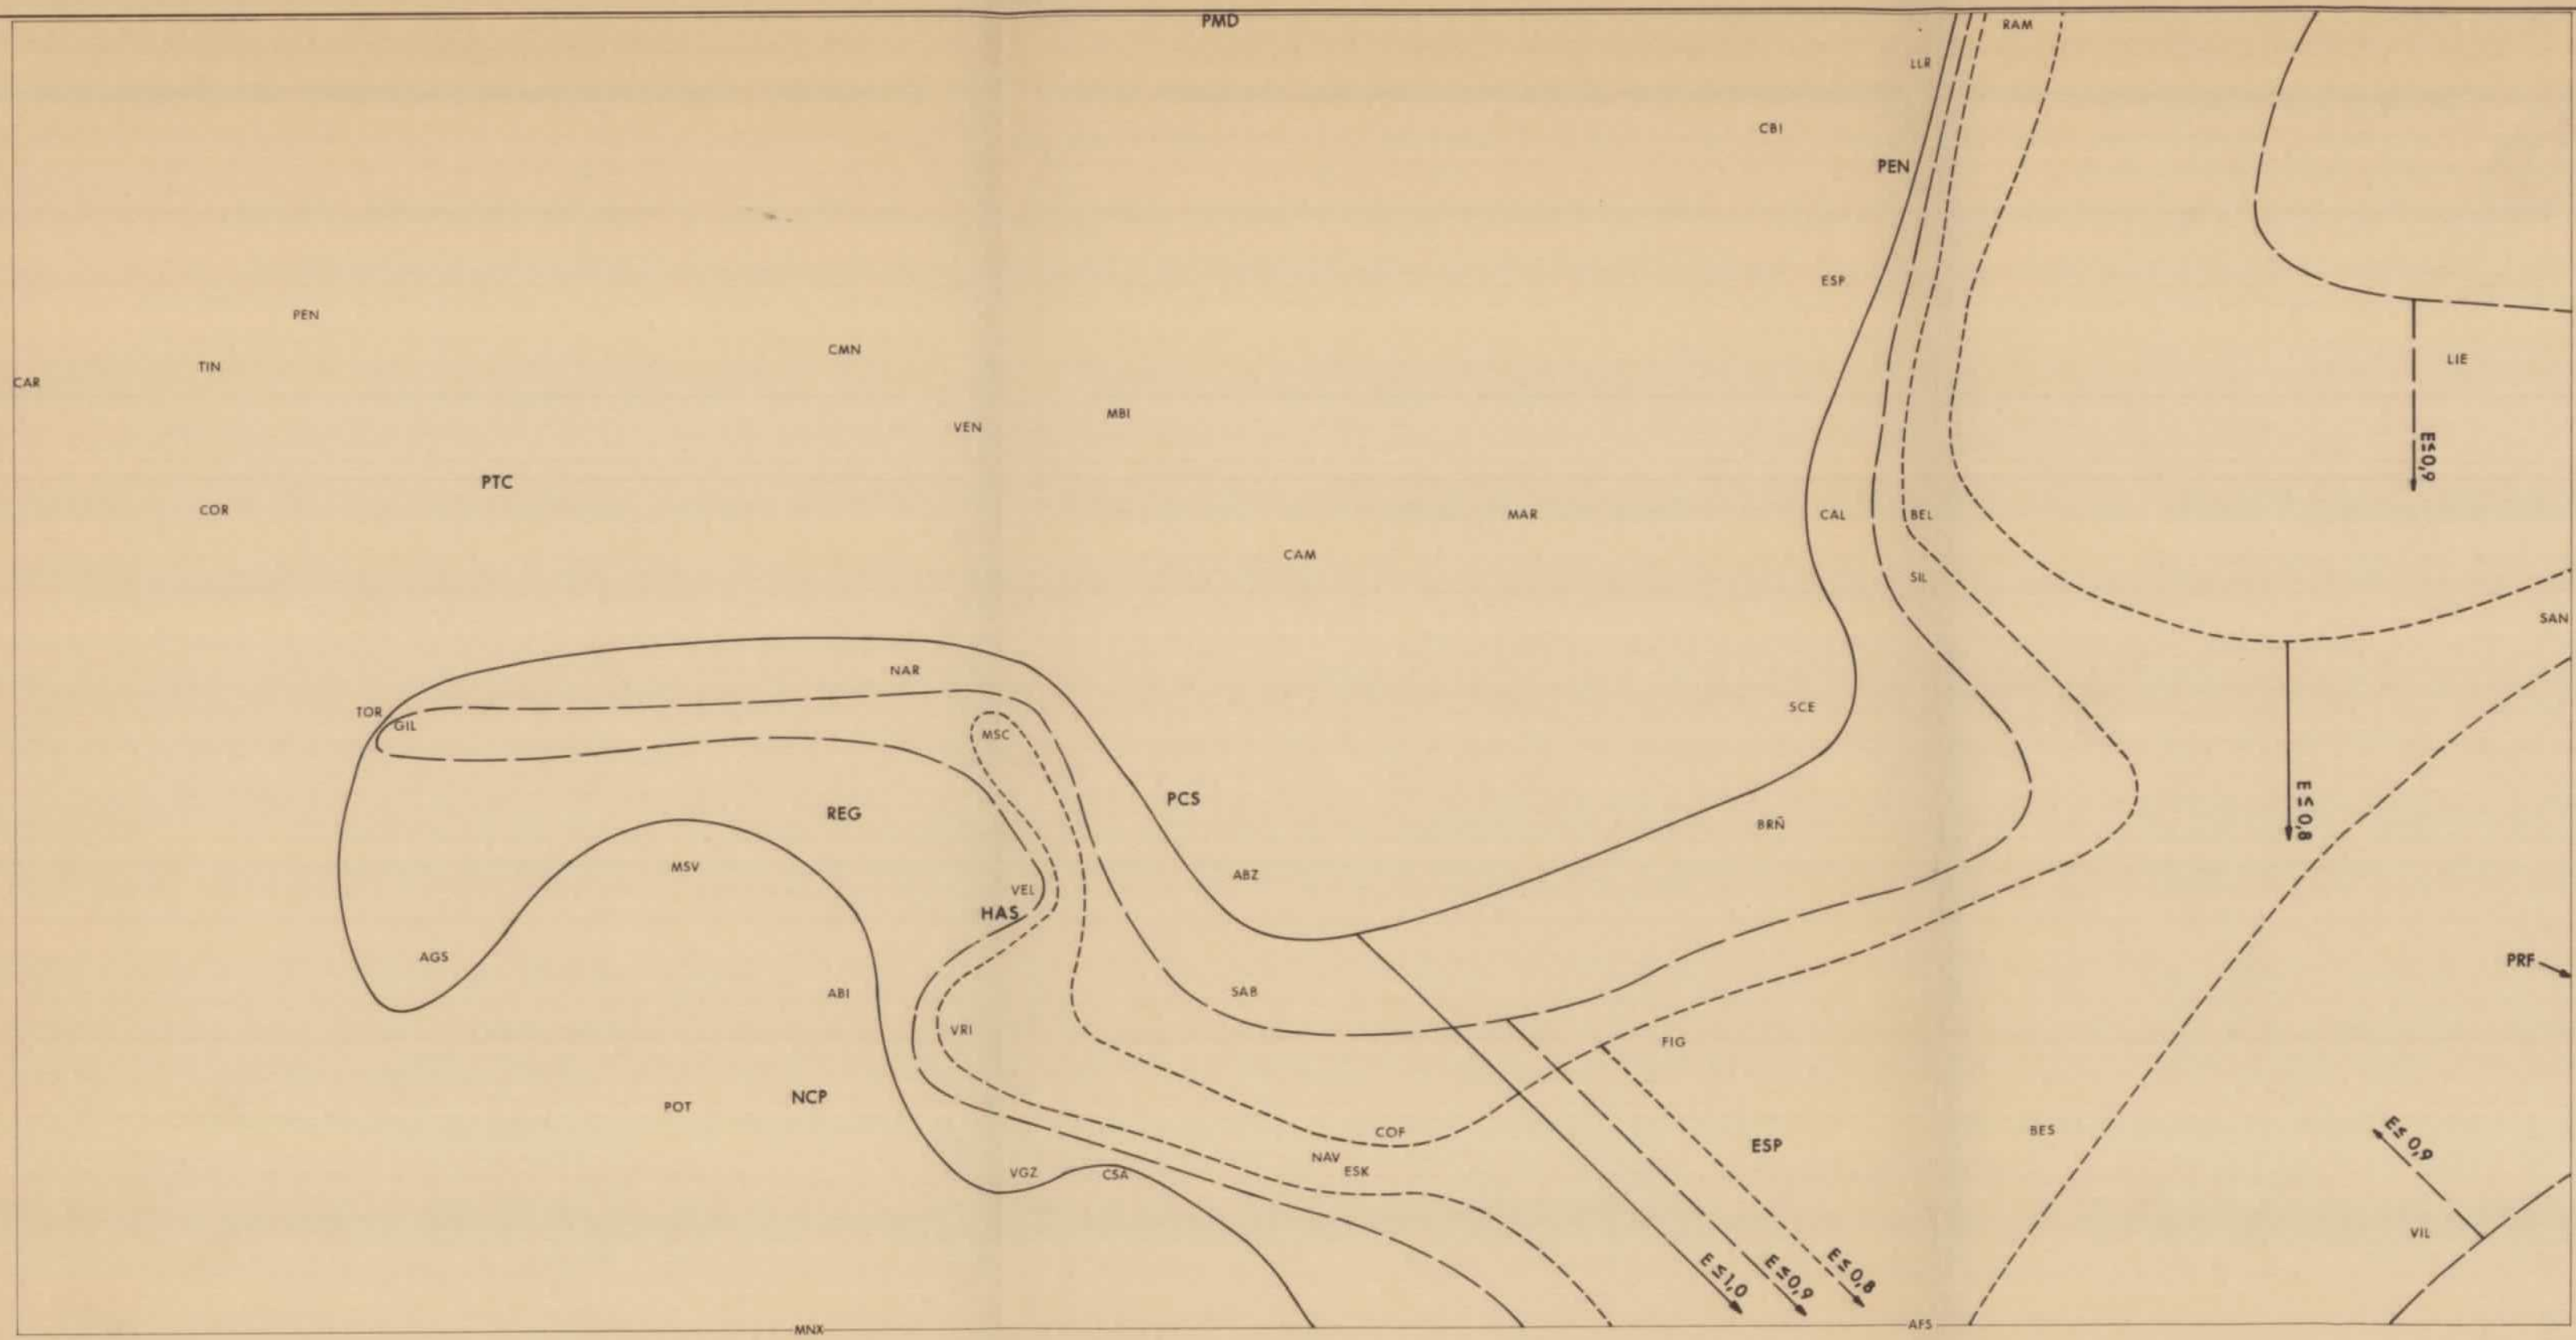 PMD
RAM
LLR
CBI
PEN
ESP
PEN
CMN
LIE
TIN
CAR
MBI
VEN
E≤0,9
PTC
COR
MAR
CAL
BEL
CAM
SIL
SAN
NAR
SCE
TOR
GIL
MSC
PCS
E≤0,8
REG
BRÑ
MSV
ABZ
VEL
HAS
AGS
PRF
ABI
SAB
VRI
FIG
NCP
POT
COF
BES
E≤0,9
ESP
NAV
ESK
VGZ
CSA
VIL
E≤1,0
E≤0,9
E≤0,8
MNX
AFS